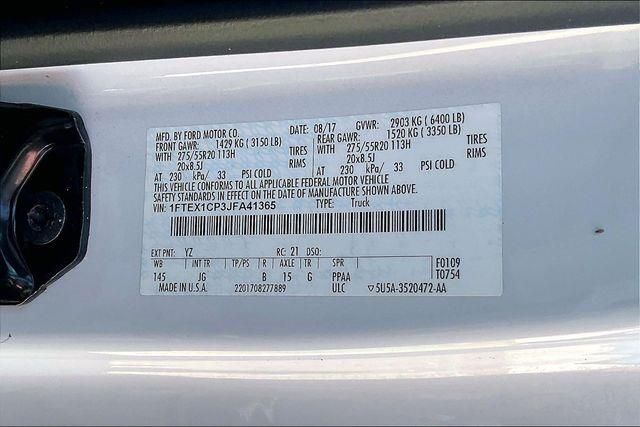 MFD. BY FORD MOTOR CO. DATE: 08/17 GVWR: 2903 KG ( 6400 LB)
FRONT GAWR: 1429 KG ( 3150 LB) REAR GAWR: 1520 KG ( 3350 LB)
WITH 275/55R20 113H TIRES WITH 275/55R20 113H TIRES
20x8.5J RIMS 20x8.5J RIMS
AT 230 kPa/ 33 PSI COLD AT 230 kPa/ 33 PSI COLD
THIS VEHICLE CONFORMS TO ALL APPLICABLE FEDERAL MOTOR VEHICLE
SAFETY STANDARDS IN EFFECT ON THE DATE OF MANUFACTURE SHOWN ABOVE.
VIN: 1FTEX1CP3JFA41365 TYPE: Truck
EXT PNT: YZ RC: 21 DSO:
WB INT TR TP/PS R AXLE TR SPR F0109
145 JG B 15 G PPAA T0754
MADE IN U.S.A. 2201708277889 ULC ▽5U5A-3520472-AA